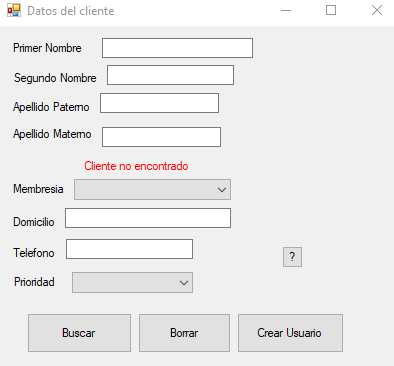 Datos del cliente
Primer Nombre
Segundo Nombre
Apellido Paterno
Apellido Materno
Cliente no encontrado
Membresia
Domicilio
Telefono
?
Prioridad
Buscar Borrar Crear Usuario